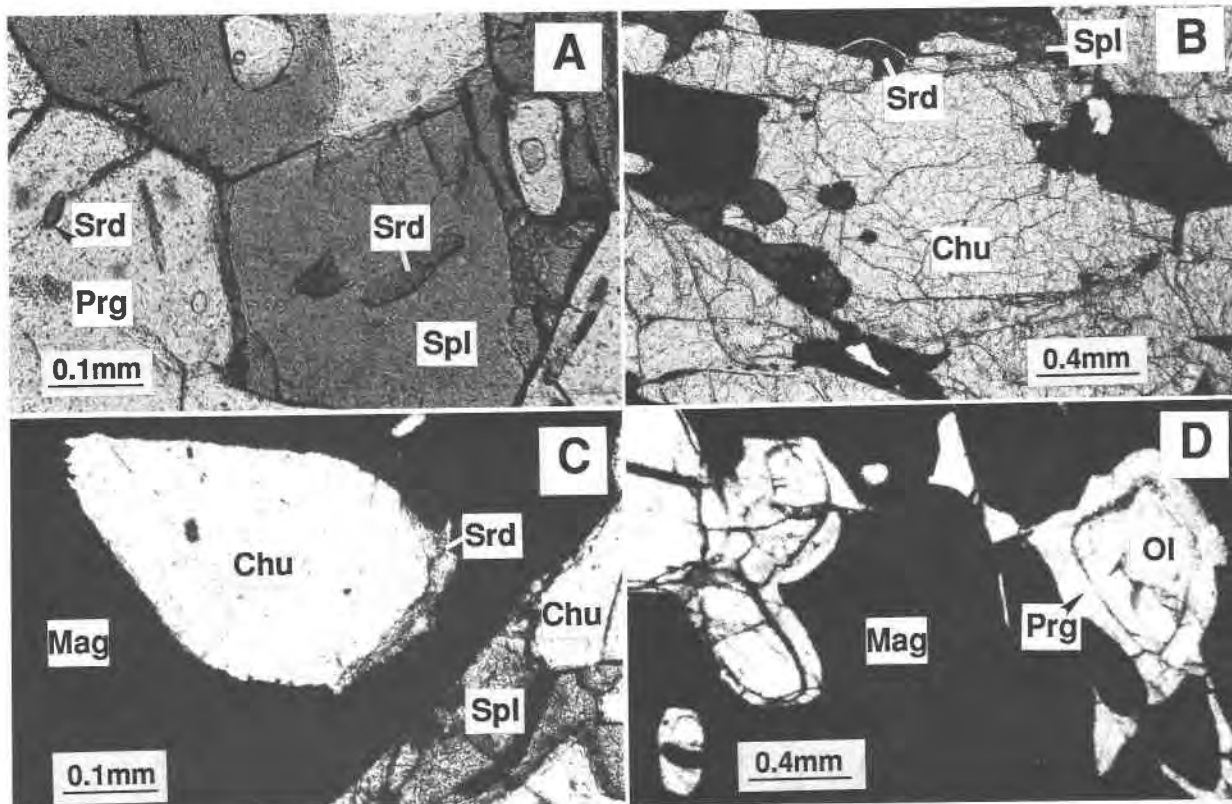 A
Srd
Srd
Prg
Spl
0.1mm
B
Spl
Srd
Chu
0.4mm
C
Srd
Chu
Chu
Mag
Spl
0.1mm
D
Ol
Prg
Mag
0.4mm